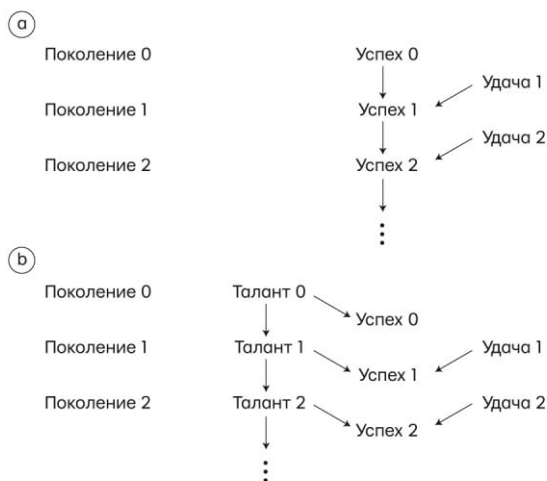 a
Поколение 0 Успех 0
Удача 1
Поколение 1 Успех 1
Удача 2
Поколение 2 Успех 2
b
Поколение 0 Талант 0
Успех 0
Поколение 1 Талант 1 Удача 1
Успех 1
Поколение 2 Талант 2 Удача 2
Успех 2